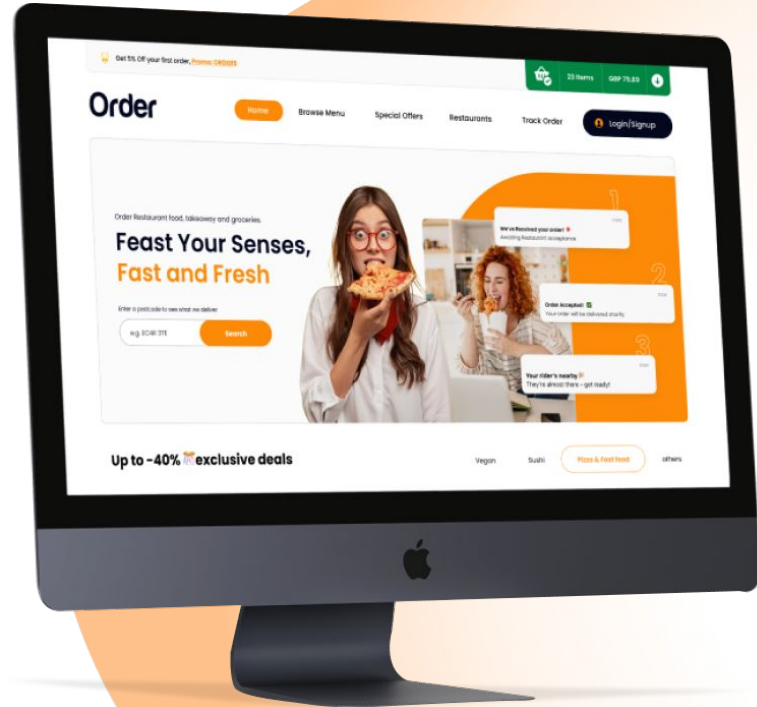 Get 5% Off your first order, Promo: ORDER5
23 Items
GBP 79.89
Order
Home
Browse Menu
Special Offers
Restaurants
Track Order
Login/Signup
Order Restaurant food, takeaway and groceries.
Feast Your Senses,
Fast and Fresh
Enter a postcode to see what we deliver
Search
1
We've Received your order!
Awaiting Restaurant acceptance
2
Order Accepted!
Your order will be delivered shortly
3
Your rider's nearby
They're almost there – get ready!
Up to -40%
exclusive deals
Vegan
Sushi
Pizza & Fast food
others